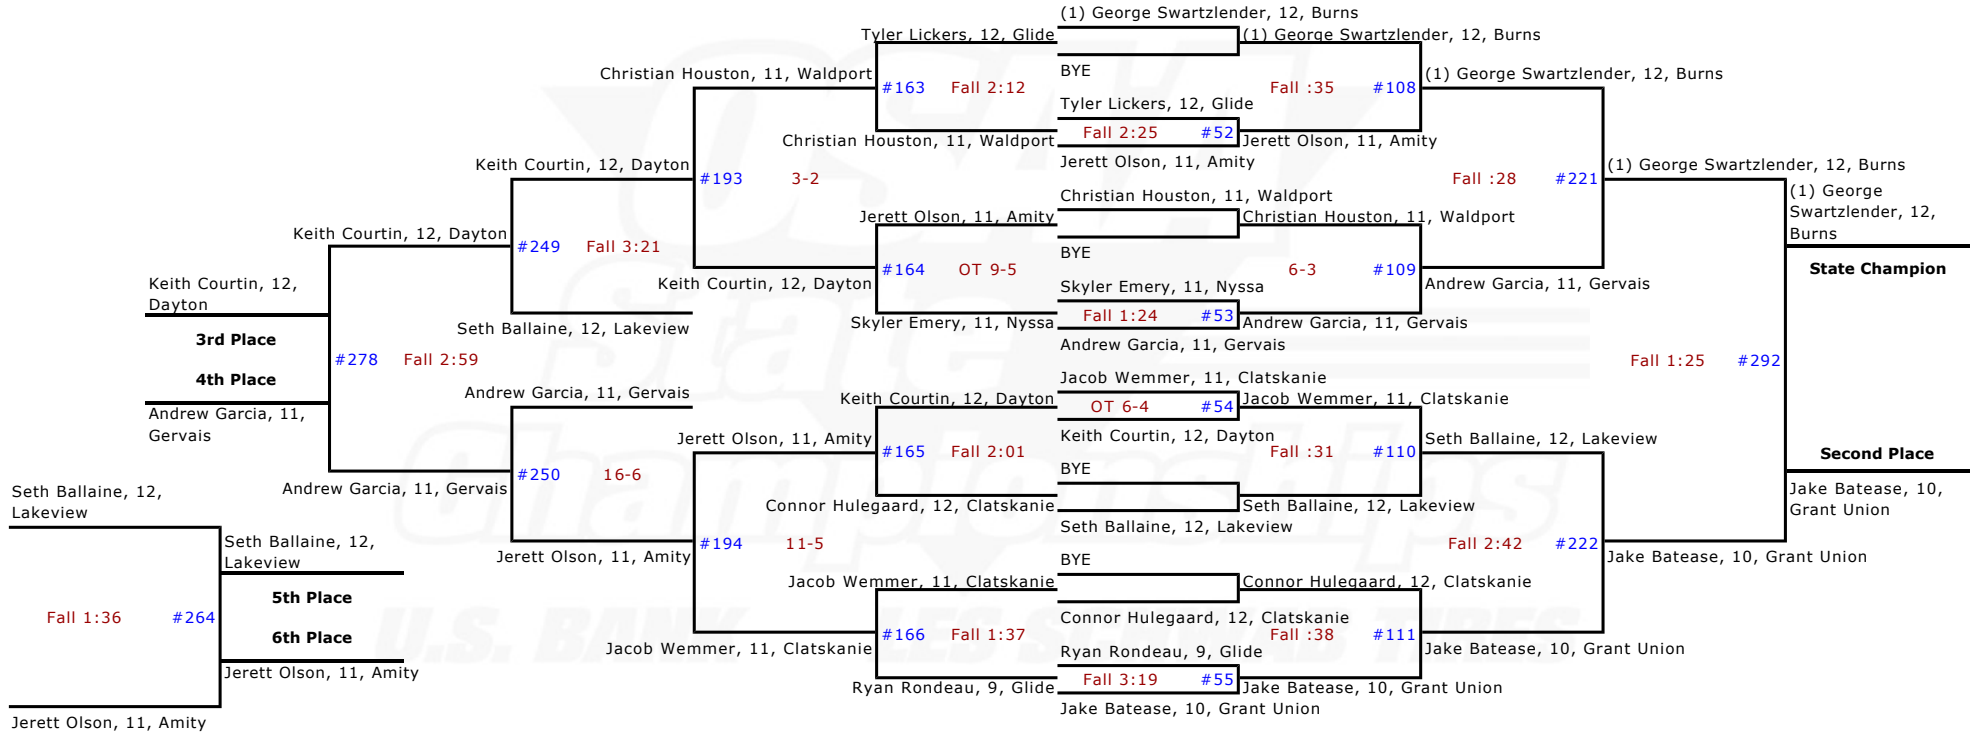 (1) George Swartzlender, 12, Burns
Tyler Lickers, 12, Glide
(1) George Swartzlender, 12, Burns
Christian Houston, 11, Waldport
BYE
(1) George Swartzlender, 12, Burns
#163 Fall 2:12
Fall :35 #108
Tyler Lickers, 12, Glide
Christian Houston, 11, Waldport
Fall 2:25 #52
Jerett Olson, 11, Amity
Jerett Olson, 11, Amity
Keith Courtin, 12, Dayton
(1) George Swartzlender, 12, Burns
#193 3-2
Fall :28 #221
(1) George
Swartzlender, 12,
Burns
State Champion
Christian Houston, 11, Waldport
Jerett Olson, 11, Amity
Christian Houston, 11, Waldport
Keith Courtin, 12, Dayton
#249 Fall 3:21
BYE
#164 OT 9-5
6-3 #109
Keith Courtin, 12, Dayton
Andrew Garcia, 11, Gervais
Skyler Emery, 11, Nyssa
Keith Courtin, 12,
Dayton
3rd Place
Fall 1:24 #53
Seth Ballaine, 12, Lakeview
Skyler Emery, 11, Nyssa
Andrew Garcia, 11, Gervais
Andrew Garcia, 11, Gervais
#278 Fall 2:59
Fall 1:25 #292
4th Place
Andrew Garcia, 11,
Gervais
Jacob Wemmer, 11, Clatskanie
Andrew Garcia, 11, Gervais
Keith Courtin, 12, Dayton
OT 6-4 #54
Jacob Wemmer, 11, Clatskanie
Keith Courtin, 12, Dayton
Jerett Olson, 11, Amity
Seth Ballaine, 12, Lakeview
#165 Fall 2:01
Fall :31 #110
Second Place
Jake Batease, 10,
Grant Union
BYE
#250 16-6
Andrew Garcia, 11, Gervais
Connor Hulegaard, 12, Clatskanie
Seth Ballaine, 12, Lakeview
Seth Ballaine, 12, Lakeview
Seth Ballaine, 12,
Lakeview
Seth Ballaine, 12,
Lakeview
5th Place
Jerett Olson, 11, Amity
#194 11-5
Fall 2:42 #222
Jake Batease, 10, Grant Union
BYE
Jacob Wemmer, 11, Clatskanie
Connor Hulegaard, 12, Clatskanie
Connor Hulegaard, 12, Clatskanie
Fall 1:36 #264
6th Place
Jerett Olson, 11, Amity
#166 Fall 1:37
Fall :38 #111
Jacob Wemmer, 11, Clatskanie
Ryan Rondeau, 9, Glide
Jake Batease, 10, Grant Union
Ryan Rondeau, 9, Glide
Fall 3:19 #55
Jake Batease, 10, Grant Union
Jake Batease, 10, Grant Union
Jerett Olson, 11, Amity
OSAA
State
Championships
U.S. BANK LES SCHWAB TIRES